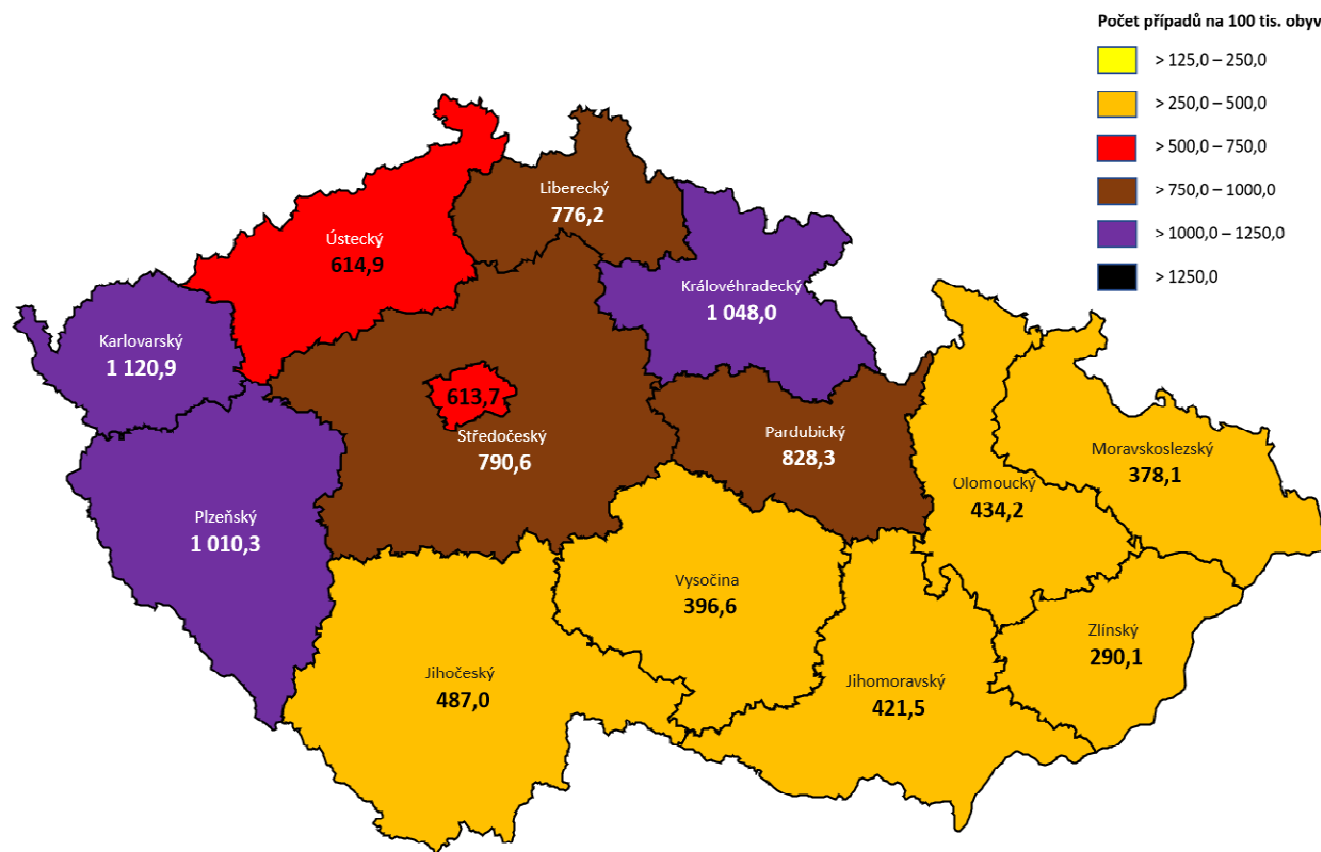 Počet případů na 100 tis. obyv
> 125,0 – 250,0
> 250,0 – 500,0
> 500,0 – 750,0
> 750,0 – 1000,0
> 1000,0 – 1250,0
> 1250,0
Liberecký
776,2
Ústecký
614,9
Královéhradecký
1 048,0
Karlovarský
1 120,9
613,7
Středočeský
790,6
Pardubický
828,3
Moravskoslezský
378,1
Olomoucký
434,2
Plzeňský
1 010,3
Vysočina
396,6
Zlínský
290,1
Jihočeský
487,0
Jihomoravský
421,5